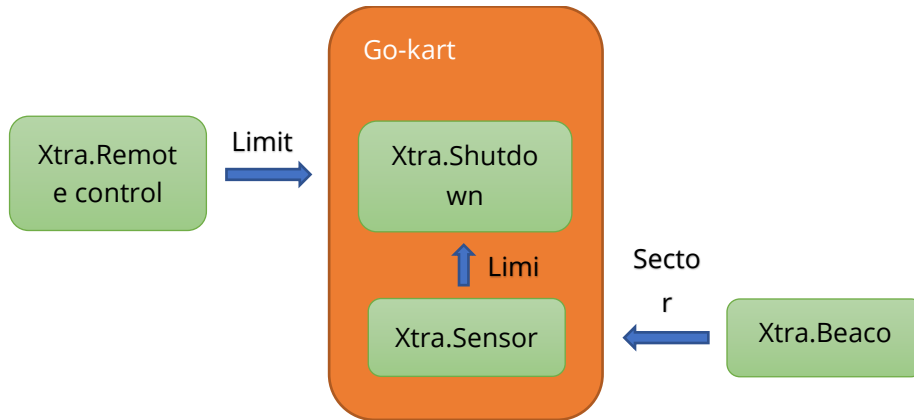 Go-kart
Xtra.Remot
e control
Limit
Xtra.Shutdo
wn
Limi
Xtra.Sensor
Secto
r
Xtra.Beaco